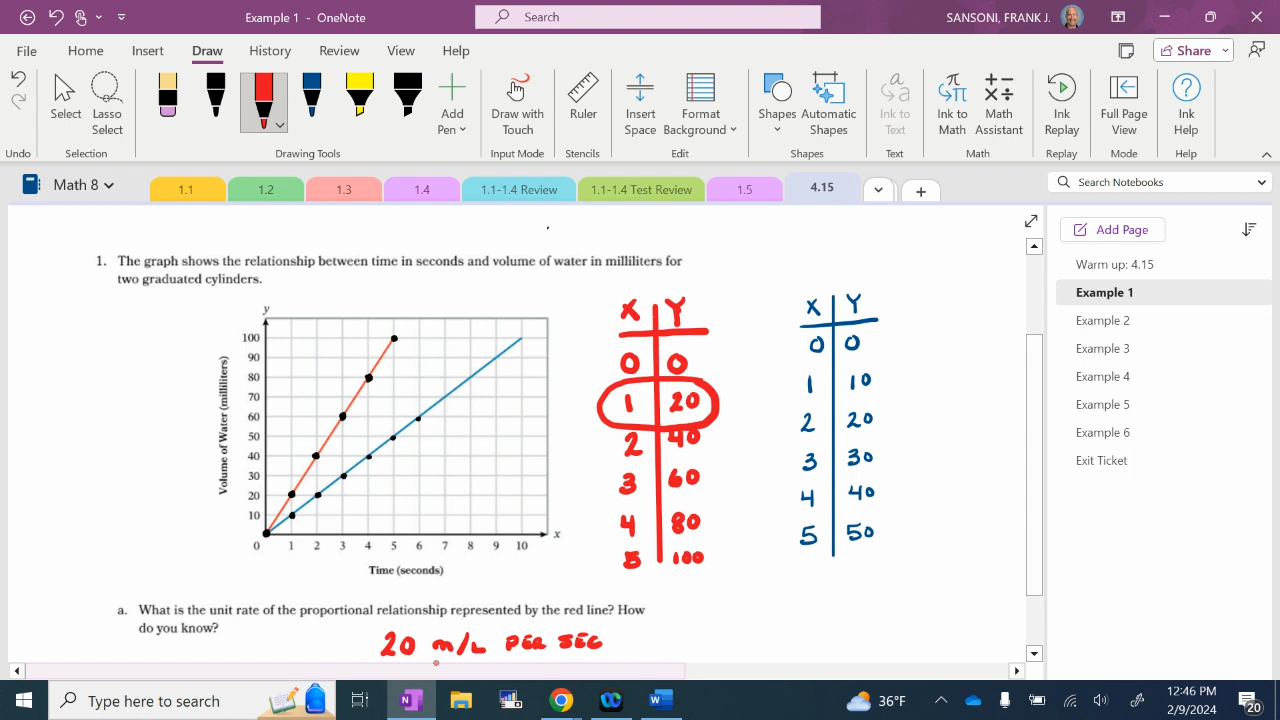 Example 1 - OneNote
Search
SANSONI, FRANK J.
File Home Insert Draw History Review View Help
Share
Select
Lasso Select
Add Pen
Draw with Touch
Ruler
Insert Space
Format Background
Shapes
Automatic Shapes
Ink to Text
Ink to Math
Math Assistant
Ink Replay
Full Page View
Ink Help
Undo Selection Drawing Tools Input Mode Stencils Edit Shapes Text Math Replay Mode Help
Math 8
1.1 1.2 1.3 1.4 1.1-1.4 Review 1.1-1.4 Test Review 1.5 4.15
Search Notebooks
Add Page
Warm up: 4.15
Example 1
Example 2
Example 3
Example 4
Example 5
Example 6
Exit Ticket
1. The graph shows the relationship between time in seconds and volume of water in milliliters for
two graduated cylinders.
y
100
90
80
70
60
50
40
30
20
10
0 1 2 3 4 5 6 7 8 9 10
x
Volume of Water (milliliters)
Time (seconds)
X Y
0 0
1 20
2 40
3 60
4 80
5 100
X Y
0 0
1 10
2 20
3 30
4 40
5 50
a. What is the unit rate of the proportional relationship represented by the red line? How
do you know?
20 m/L PER SEC
Type here to search
36°F
12:46 PM
2/9/2024
20